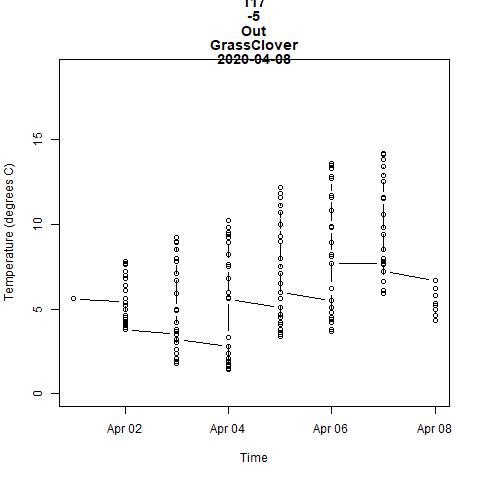 T17
-5
Out
GrassClover
2020-04-08
15
10
5
0
Temperature (degrees C)
Apr 02
Apr 04
Apr 06
Apr 08
Time